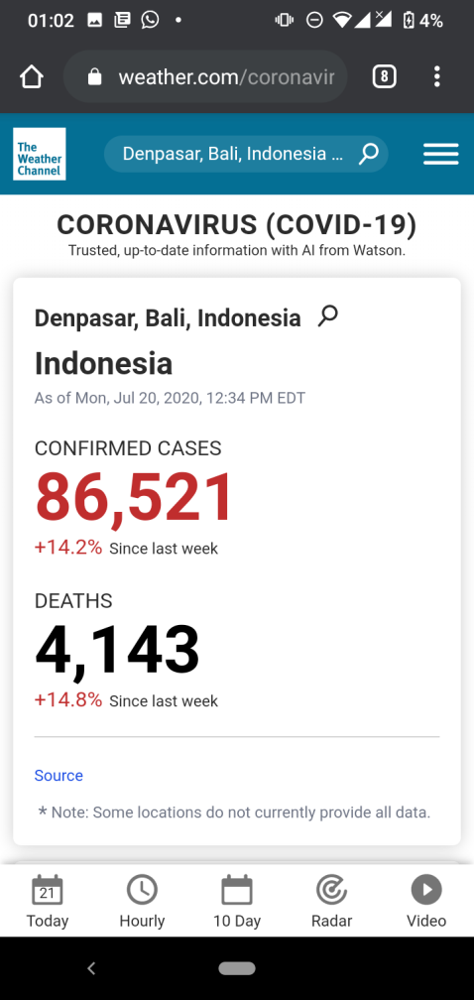 01:02
4%
weather.com/coronavir
8
The
Weather
Channel
Denpasar, Bali, Indonesia ...
CORONAVIRUS (COVID-19)
Trusted, up-to-date information with AI from Watson.
Denpasar, Bali, Indonesia
Indonesia
As of Mon, Jul 20, 2020, 12:34 PM EDT
CONFIRMED CASES
86,521
+14.2% Since last week
DEATHS
4,143
+14.8% Since last week
Source
* Note: Some locations do not currently provide all data.
21
Today
Hourly
10 Day
Radar
Video